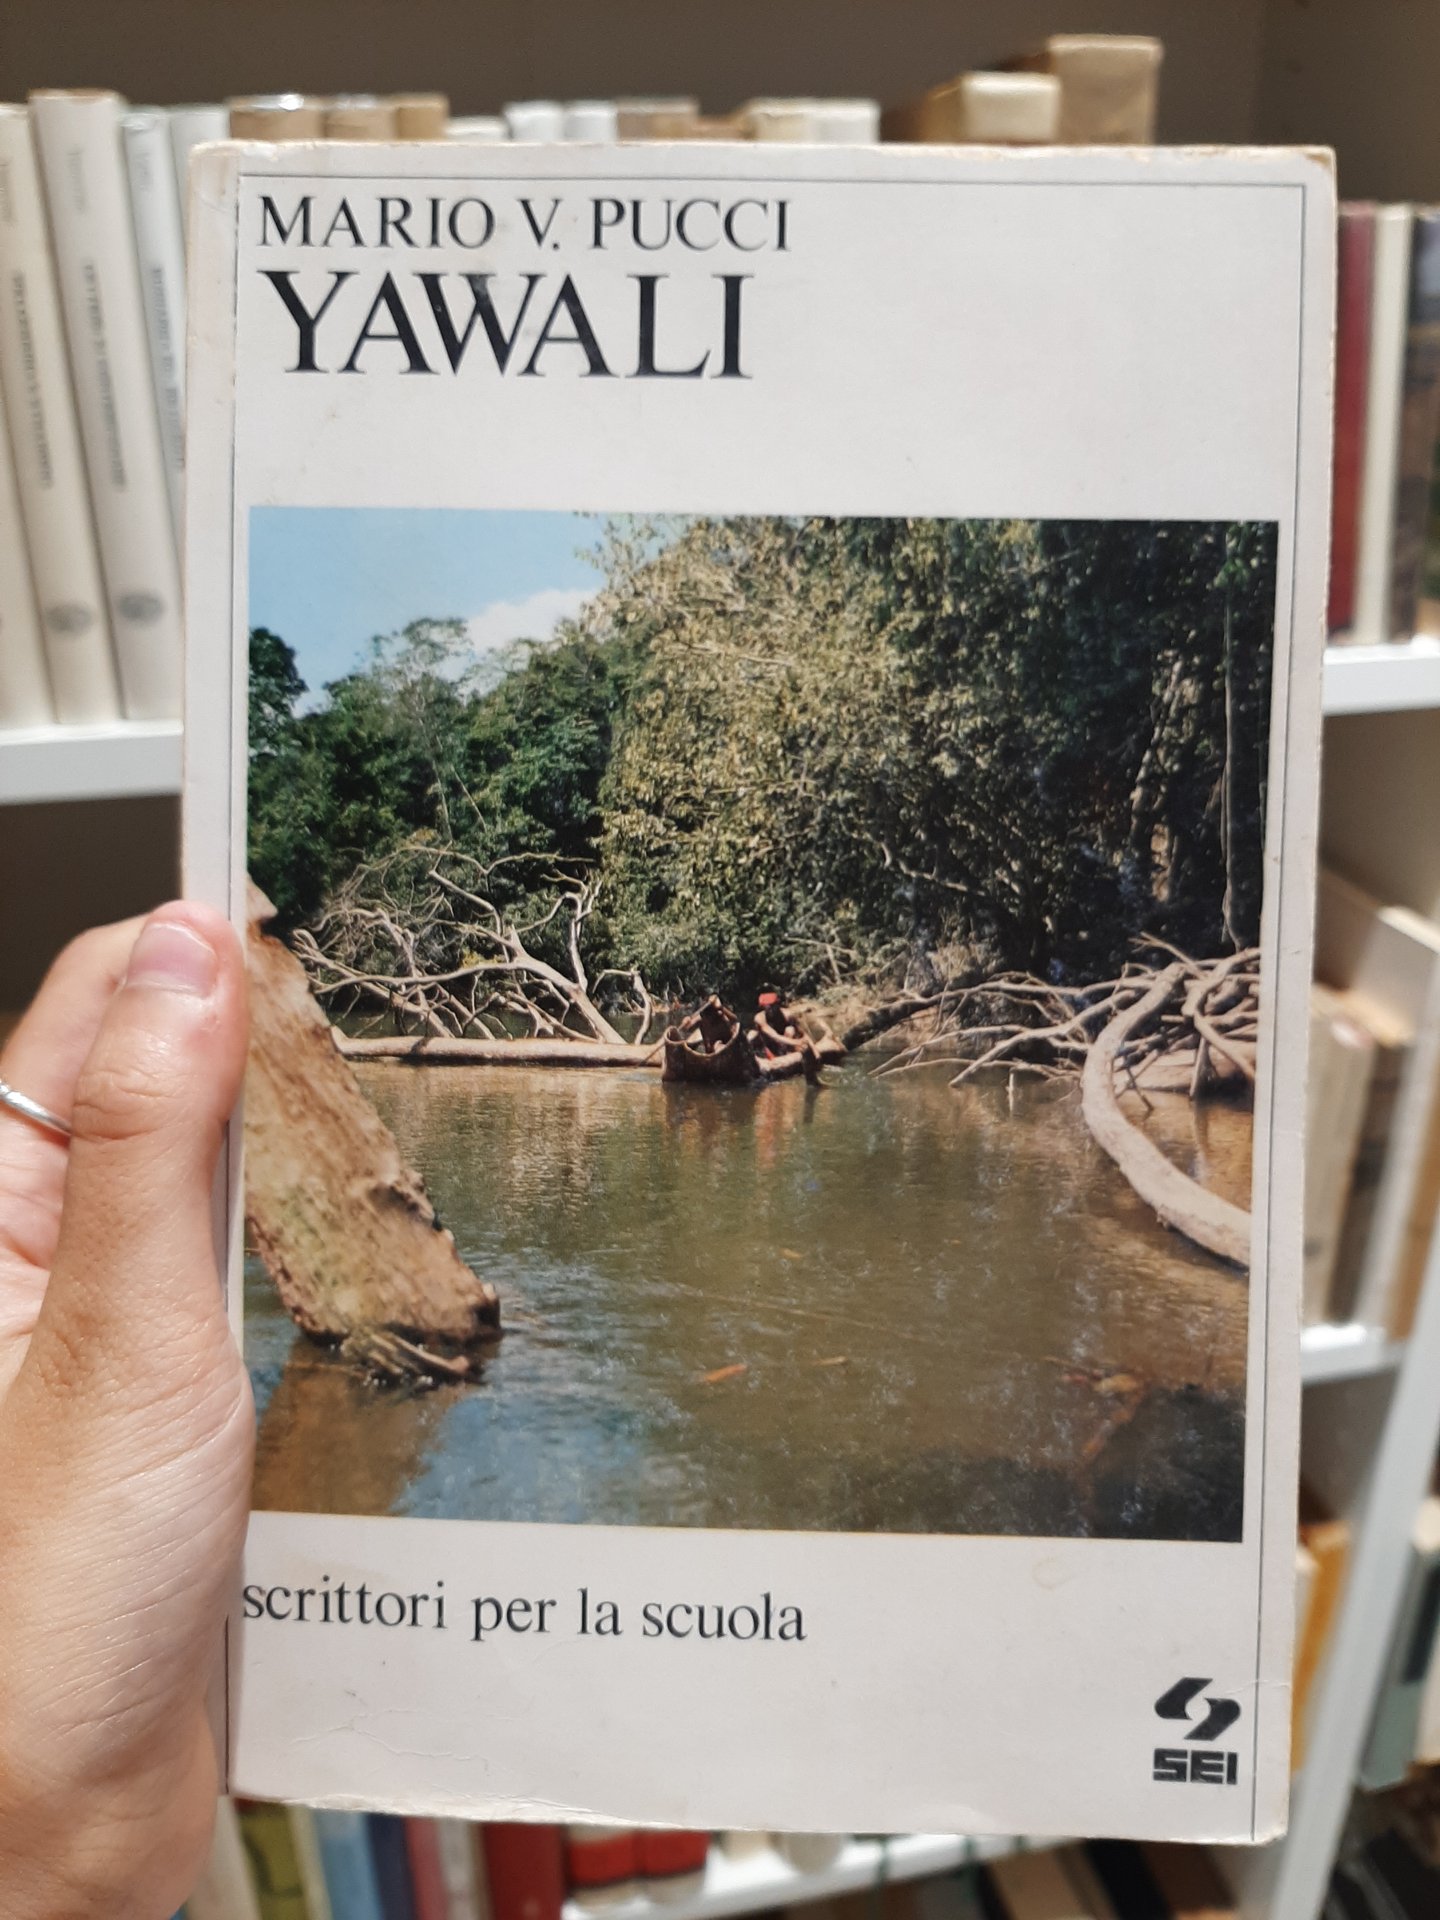 MARIO V. PUCCI
YAWALI
scrittori per la scuola
SEI